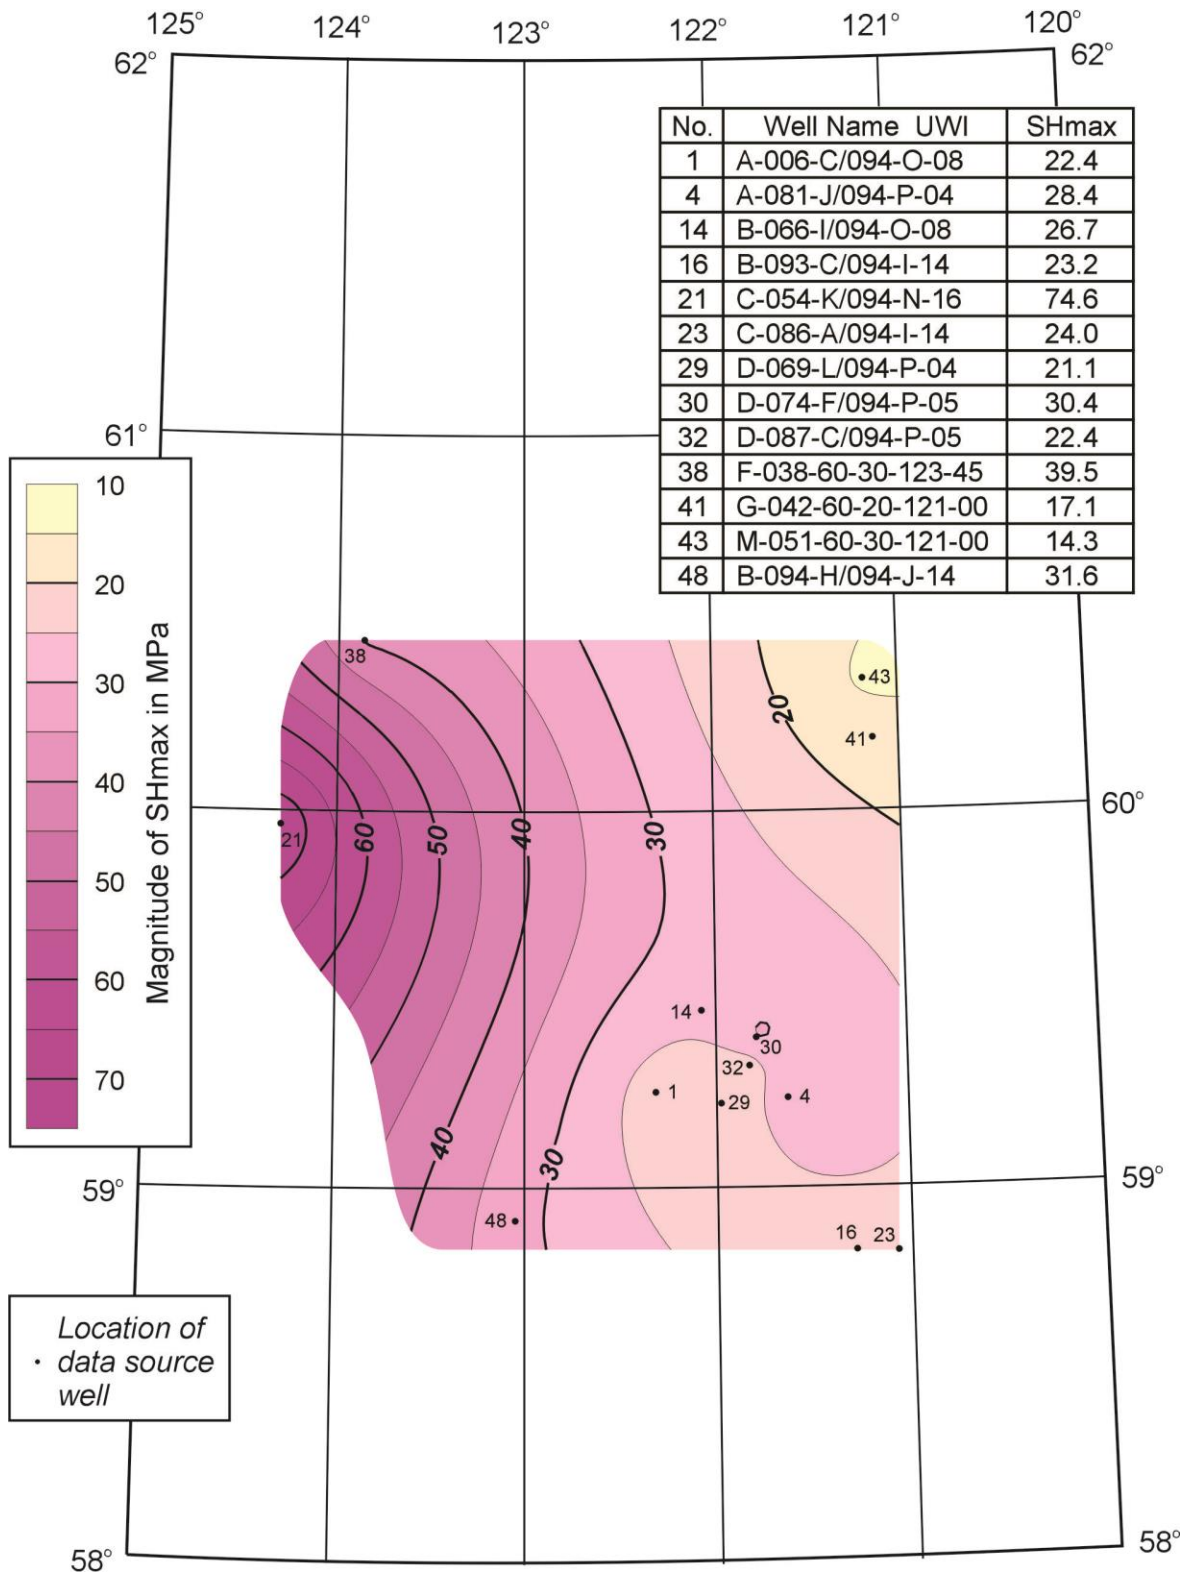 125° 124° 123° 122° 121° 120°
62° 62°
No. Well Name UWI SHmax
1 A-006-C/094-O-08 22.4
4 A-081-J/094-P-04 28.4
14 B-066-I/094-O-08 26.7
16 B-093-C/094-I-14 23.2
21 C-054-K/094-N-16 74.6
23 C-086-A/094-I-14 24.0
29 D-069-L/094-P-04 21.1
30 D-074-F/094-P-05 30.4
32 D-087-C/094-P-05 22.4
38 F-038-60-30-123-45 39.5
41 G-042-60-20-121-00 17.1
43 M-051-60-30-121-00 14.3
48 B-094-H/094-J-14 31.6
61°
10
20
30
40
50
60
70
Magnitude of SHmax in MPa
38
43
20
41
60°
21 60 50 40 30
14
30
32
1 29 4
40 30
59° 59°
48
16 23
Location of
data source
well
58° 58°